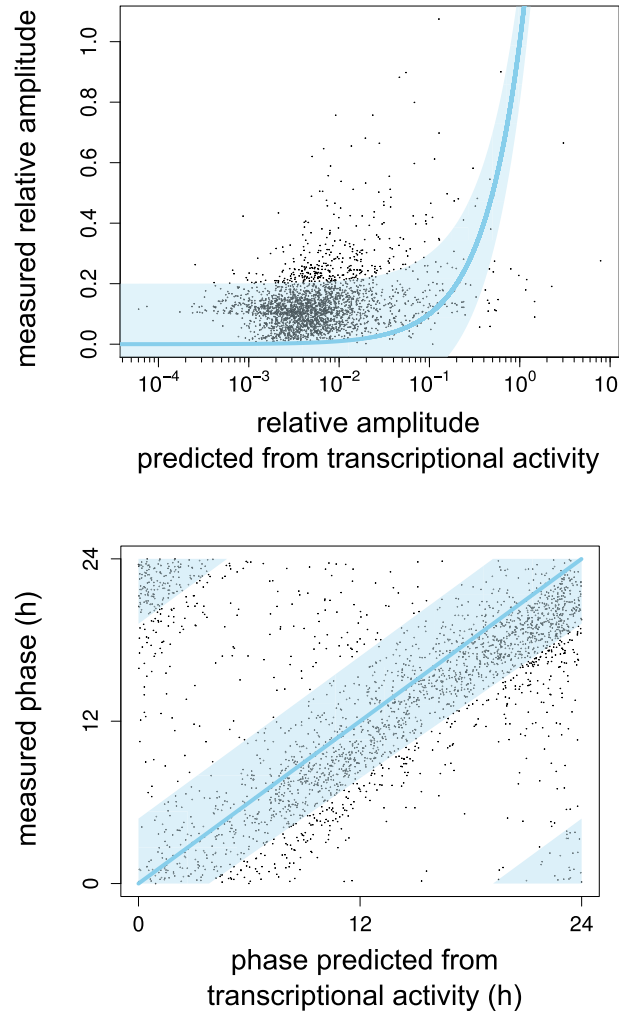 measured relative amplitude
1.0
0.8
0.6
0.4
0.2
0.0
10⁻⁴ 10⁻³ 10⁻² 10⁻¹ 10⁰ 10
relative amplitude
predicted from transcriptional activity
measured phase (h)
24
12
0
0 12 24
phase predicted from
transcriptional activity (h)